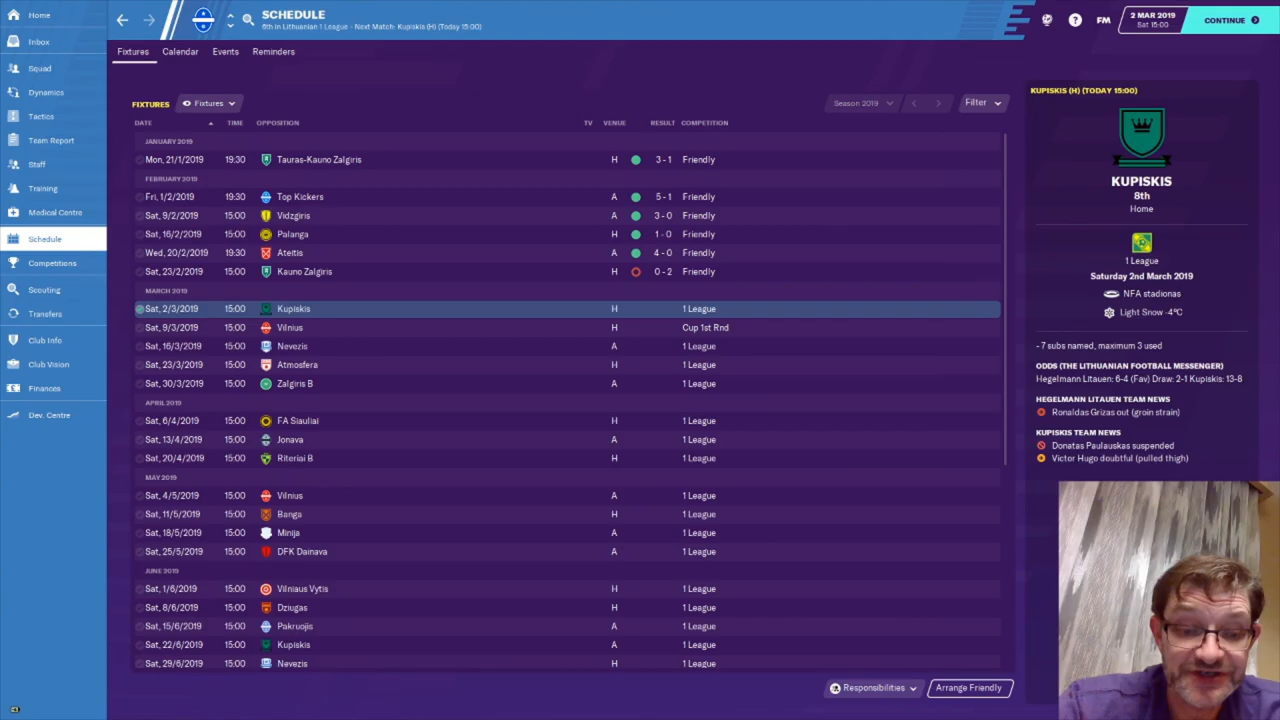 Home
Inbox
Squad
Dynamics
Tactics
Team Report
Staff
Training
Medical Centre
Schedule
Competitions
Scouting
Transfers
Club Info
Club Vision
Finances
Dev. Centre
SCHEDULE
6th in Lithuanian 1 League - Next Match: Kupiskis (H) (Today 15:00)
FM
2 MAR 2019
Sat 15:00
CONTINUE
Fixtures Calendar Events Reminders
FIXTURES Fixtures Season 2019 Filter
DATE TIME OPPOSITION TV VENUE RESULT COMPETITION
JANUARY 2019
Mon, 21/1/2019 19:30 Tauras-Kauno Zalgiris H 3 - 1 Friendly
FEBRUARY 2019
Fri, 1/2/2019 19:30 Top Kickers A 5 - 1 Friendly
Sat, 9/2/2019 15:00 Vidzgiris A 3 - 0 Friendly
Sat, 16/2/2019 15:00 Palanga H 1 - 0 Friendly
Wed, 20/2/2019 19:30 Ateitis A 4 - 0 Friendly
Sat, 23/2/2019 15:00 Kauno Zalgiris H 0 - 2 Friendly
MARCH 2019
Sat, 2/3/2019 15:00 Kupiskis H 1 League
Sat, 9/3/2019 15:00 Vilnius H Cup 1st Rnd
Sat, 16/3/2019 15:00 Nevezis A 1 League
Sat, 23/3/2019 15:00 Atmosfera H 1 League
Sat, 30/3/2019 15:00 Zalgiris B A 1 League
APRIL 2019
Sat, 6/4/2019 15:00 FA Siauliai H 1 League
Sat, 13/4/2019 15:00 Jonava A 1 League
Sat, 20/4/2019 15:00 Riteriai B H 1 League
MAY 2019
Sat, 4/5/2019 15:00 Vilnius A 1 League
Sat, 11/5/2019 15:00 Banga H 1 League
Sat, 18/5/2019 15:00 Minija A 1 League
Sat, 25/5/2019 15:00 DFK Dainava A 1 League
JUNE 2019
Sat, 1/6/2019 15:00 Vilniaus Vytis H 1 League
Sat, 8/6/2019 15:00 Dziugas H 1 League
Sat, 15/6/2019 15:00 Pakruojis A 1 League
Sat, 22/6/2019 15:00 Kupiskis A 1 League
Sat, 29/6/2019 15:00 Nevezis H 1 League
Responsibilities Arrange Friendly
KUPISKIS (H) (TODAY 15:00)
KUPISKIS
8th
Home
1 League
Saturday 2nd March 2019
NFA stadionas
Light Snow -4°C
- 7 subs named, maximum 3 used
ODDS (THE LITHUANIAN FOOTBALL MESSENGER)
Hegelmann Litauen: 6-4 (Fav) Draw: 2-1 Kupiskis: 13-8
HEGELMANN LITAUEN TEAM NEWS
Ronaldas Grizas out (groin strain)
KUPISKIS TEAM NEWS
Donatas Paulauskas suspended
Victor Hugo doubtful (pulled thigh)